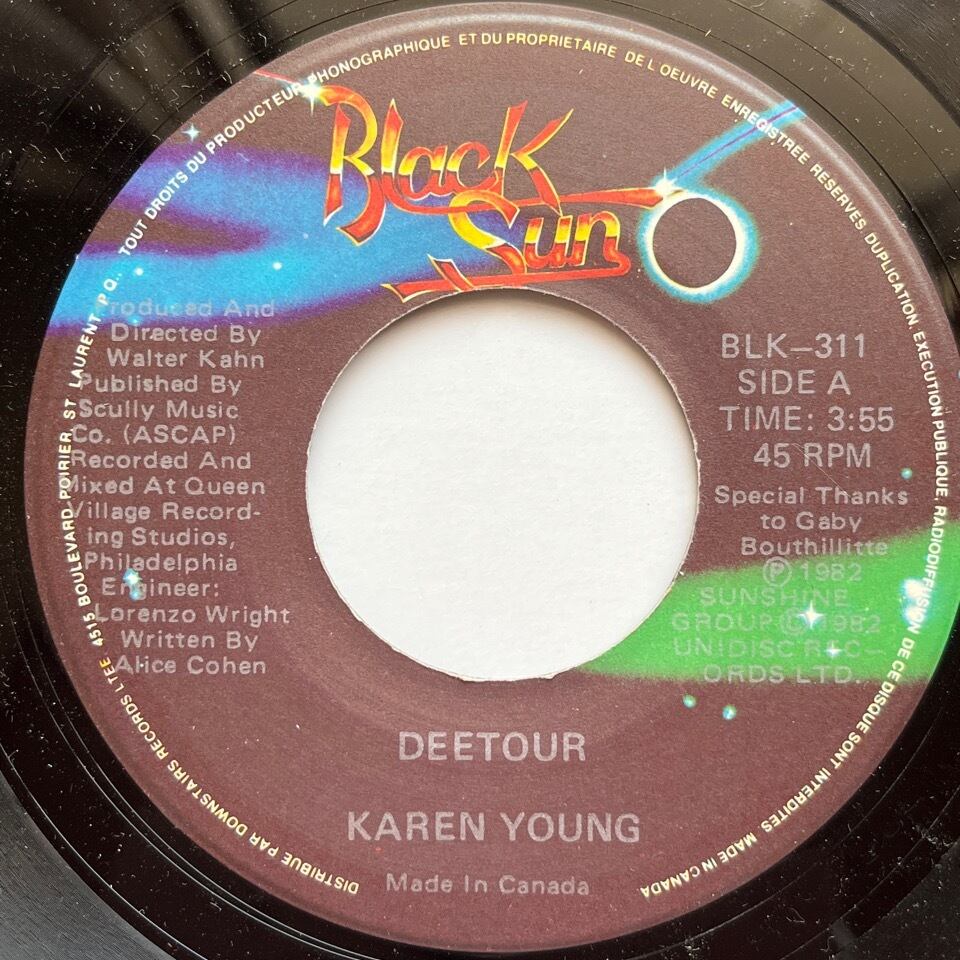 TOUT DROITS DU PRODUCTEUR PHONOGRAPHIQUE ET DU PROPRIETAIRE DE L'OEUVRE ENREGISTREE RESERVES. DUPLICATION, EXECUTION PUBLIQUE, RADIODIFFUSION DE CE DISQUE SONT INTERDITES. MADE IN CANADA
Black
Sun
Produced And
Directed By
Walter Kahn
Published By
Scully Music
Co. (ASCAP)
Recorded And
Mixed At Queen
Village Record-
ing Studios,
Philadelphia
Engineer:
Lorenzo Wright
Written By
Alice Cohen
BLK-311
SIDE A
TIME: 3:55
45 RPM
Special Thanks
to Gaby
Bouthillitte
Ⓟ 1982
SUNSHINE
GROUP © 1982
UNIDISC REC-
ORDS LTD.
DEETOUR
KAREN YOUNG
Made In Canada
DISTRIBUE PAR DOWNSTAIRS RECORDS LTEE, 4515 BOULEVARD POIRIER, ST LAURENT P.Q..